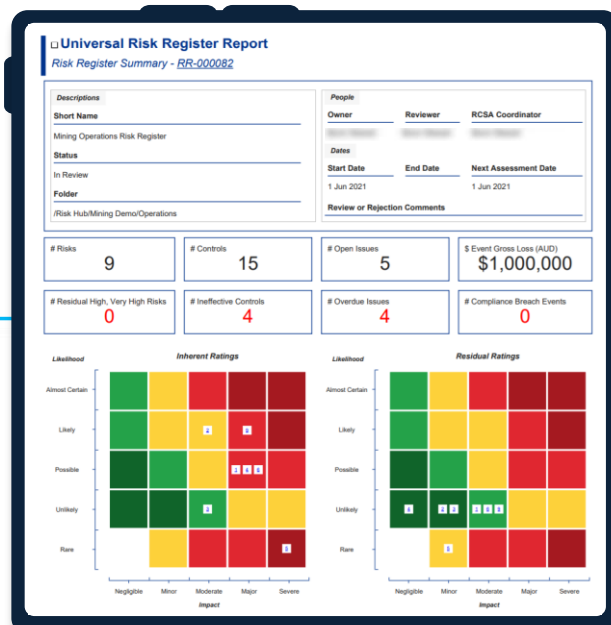 Universal Risk Register Report
Risk Register Summary - RR-000082
Descriptions
Short Name
Mining Operations Risk Register
Status
In Review
Folder
/Risk Hub/Mining Demo/Operations
People
Owner Reviewer RCSA Coordinator
Dates
Start Date End Date Next Assessment Date
1 Jun 2021 1 Jun 2021
Review or Rejection Comments
# Risks
9
# Controls
15
# Open Issues
5
$ Event Gross Loss (AUD)
$1,000,000
# Residual High, Very High Risks
0
# Ineffective Controls
4
# Overdue Issues
4
# Compliance Breach Events
0
Likelihood
Inherent Ratings
Almost Certain
Likely
Possible
Unlikely
Rare
Negligible Minor Moderate Major Severe
Impact
Likelihood
Residual Ratings
Almost Certain
Likely
Possible
Unlikely
Rare
Negligible Minor Moderate Major Severe
Impact